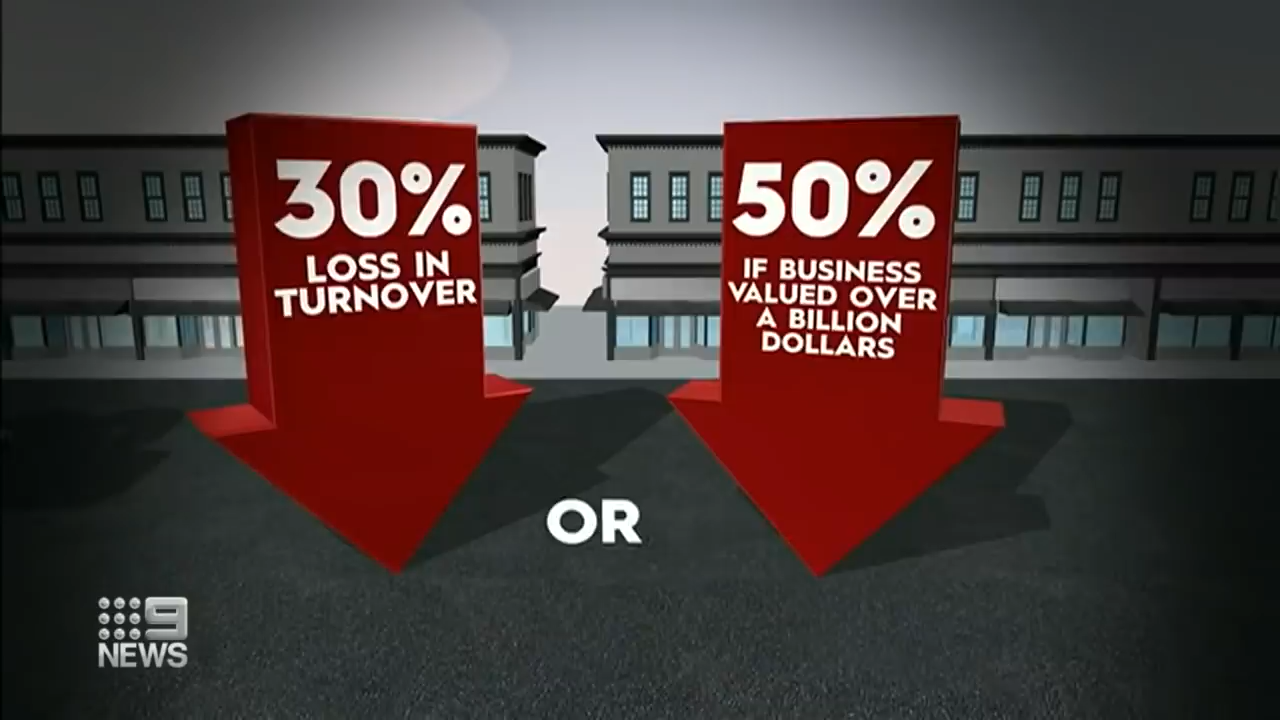 30%
LOSS IN
TURNOVER
50%
IF BUSINESS
VALUED OVER
A BILLION
DOLLARS
OR
9
NEWS